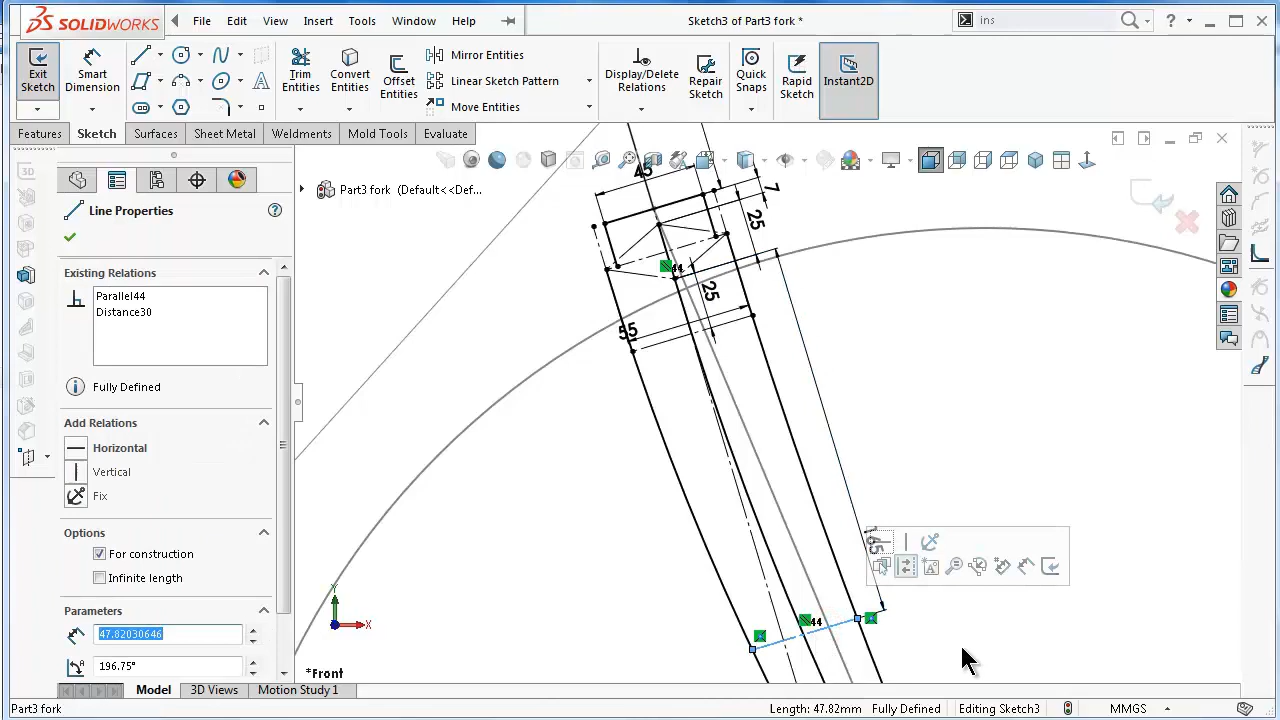 SOLIDWORKS
File Edit View Insert Tools Window Help
Sketch3 of Part3 fork *
ins
Exit Sketch
Smart Dimension
Trim Entities
Convert Entities
Offset Entities
Mirror Entities
Linear Sketch Pattern
Move Entities
Display/Delete Relations
Repair Sketch
Quick Snaps
Rapid Sketch
Instant2D
Features Sketch Surfaces Sheet Metal Weldments Mold Tools Evaluate
Part3 fork (Default<<Def...
Line Properties
Existing Relations
Parallel44
Distance30
Fully Defined
Add Relations
Horizontal
Vertical
Fix
Options
For construction
Infinite length
Parameters
47.82030646
196.75°
45
7
25
44
25
55
44
Y
X
*Front
Model 3D Views Motion Study 1
Part3 fork Length: 47.82mm Fully Defined Editing Sketch3 MMGS